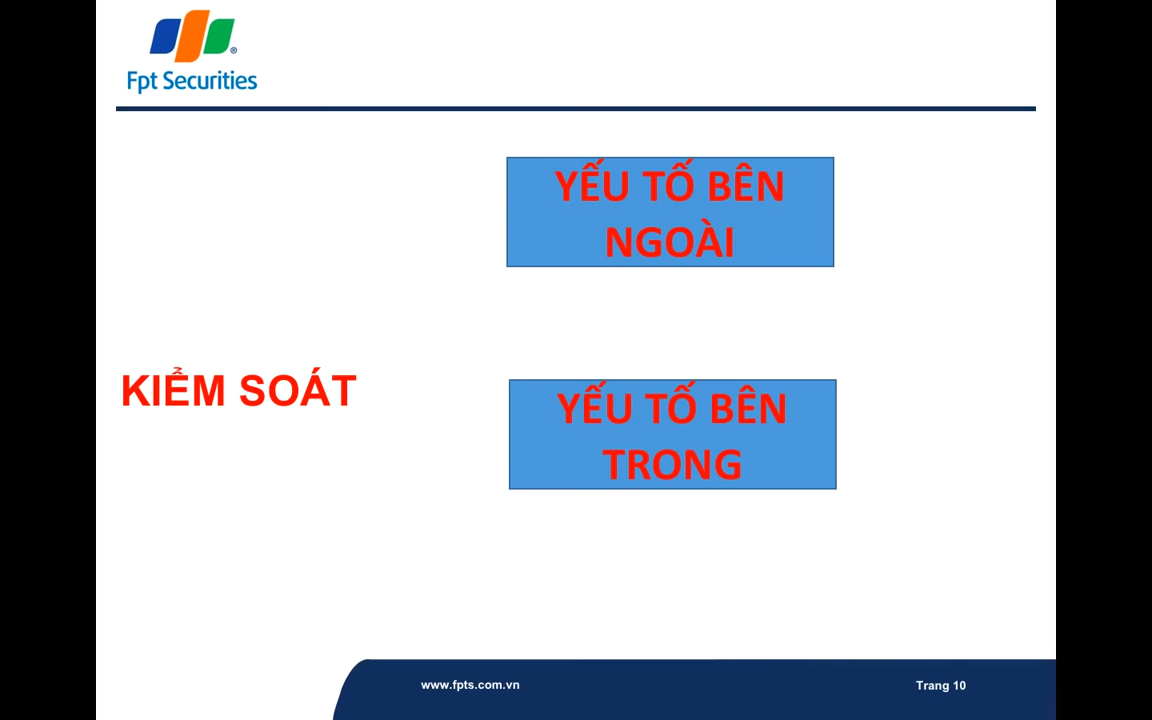 Fpt Securities
YẾU TỐ BÊN
NGOÀI
KIỂM SOÁT
YẾU TỐ BÊN
TRONG
www.fpts.com.vn
Trang 10